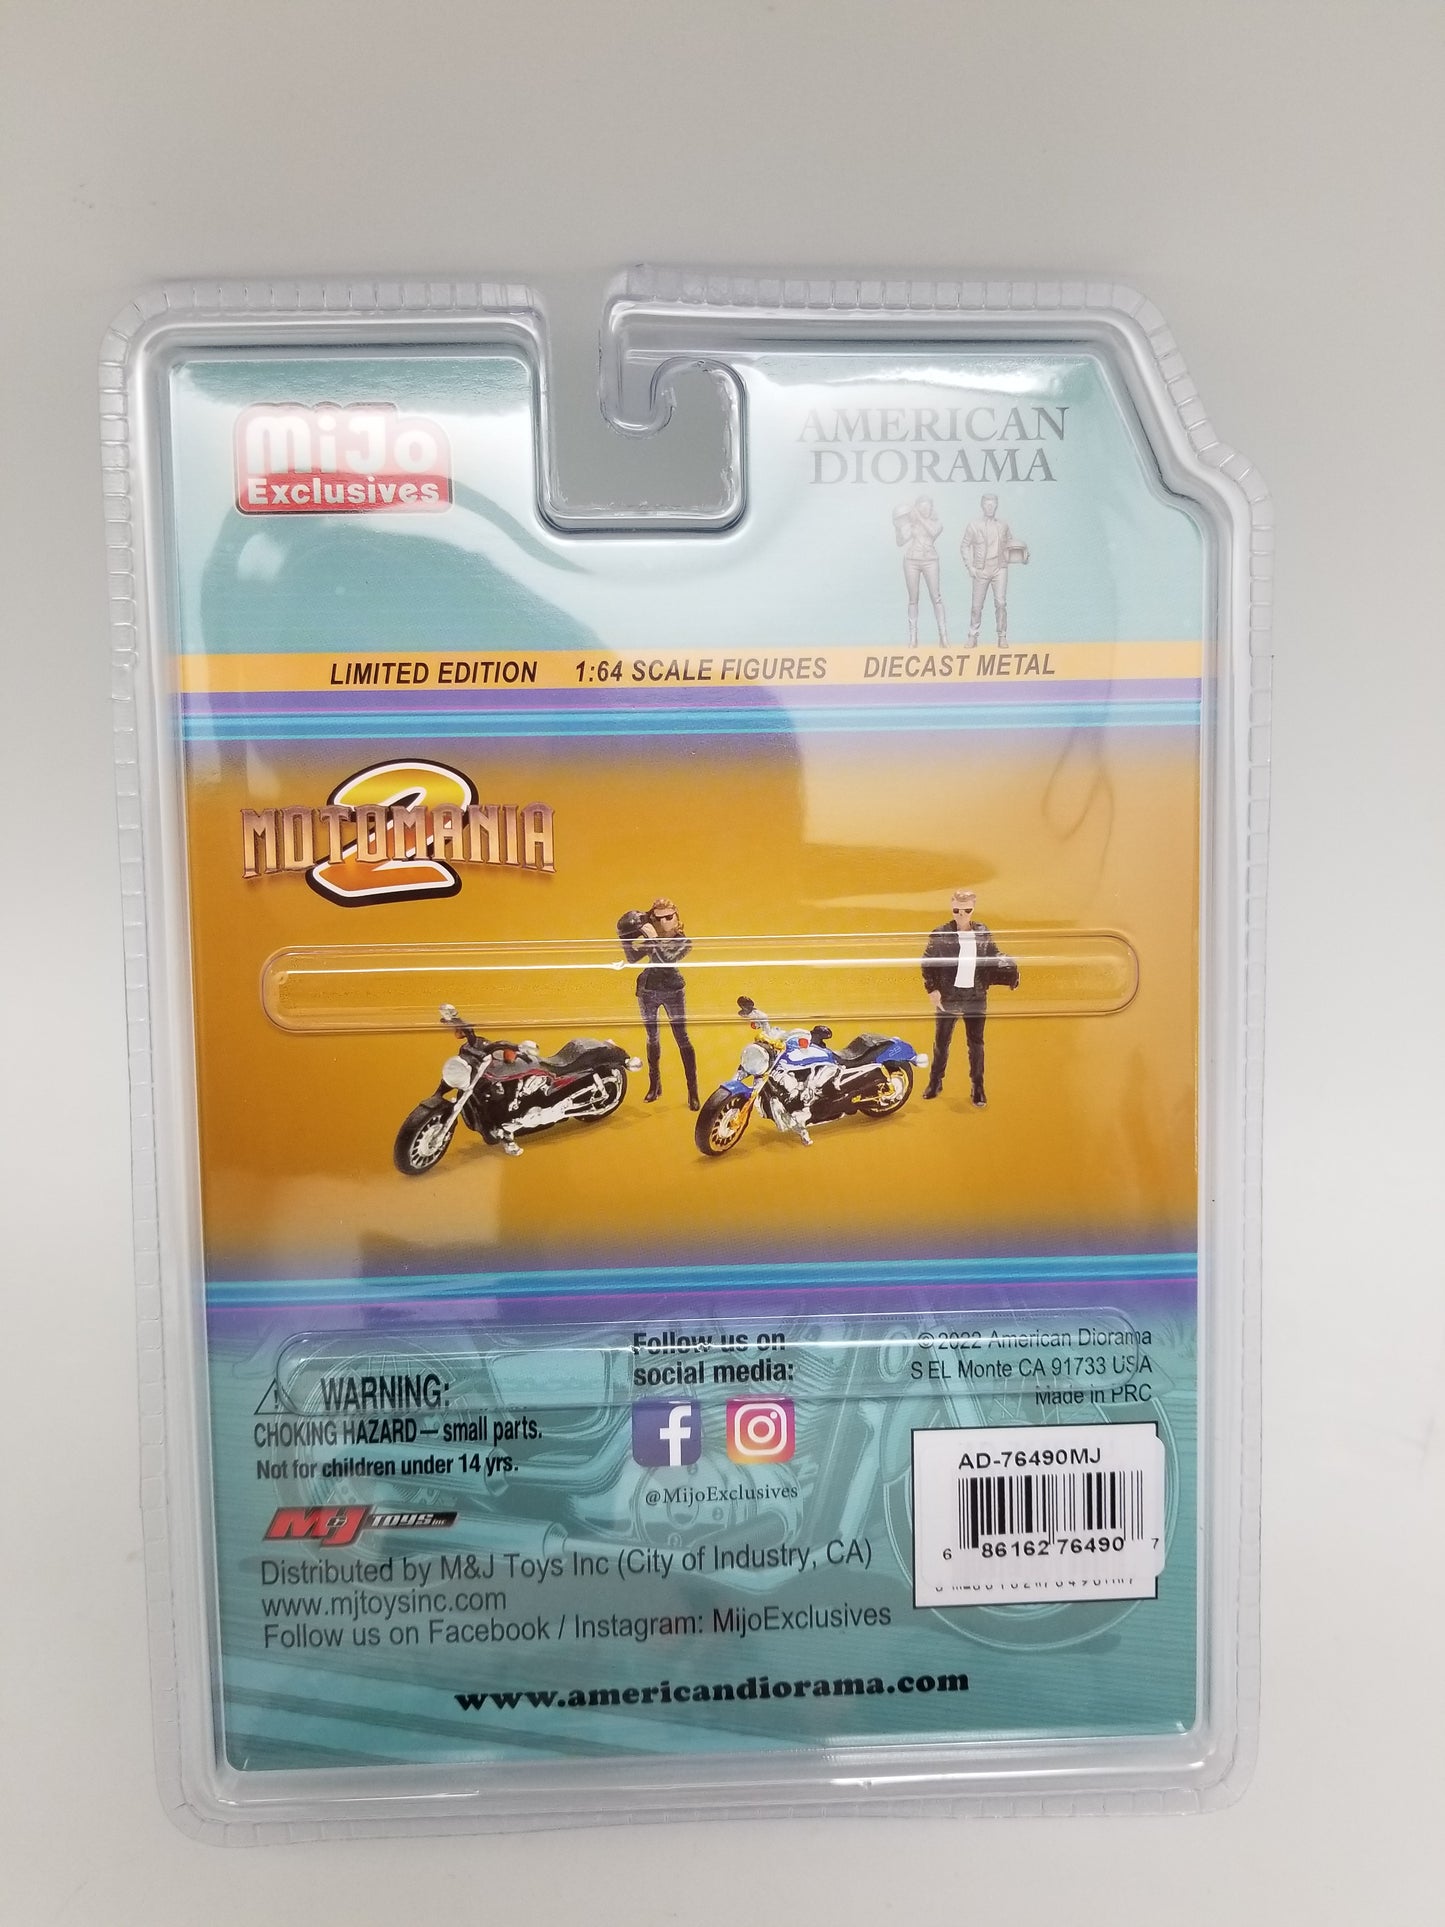 MiJo
Exclusives
AMERICAN
DIORAMA
LIMITED EDITION 1:64 SCALE FIGURES DIECAST METAL
2
MOTOMANIA
Follow us on
social media:
© 2022 American Diorama
S EL Monte CA 91733 USA
Made in PRC
WARNING:
CHOKING HAZARD — small parts.
Not for children under 14 yrs.
@MijoExclusives
AD-76490MJ
6 86162 76490 7
M&J TOYS Inc
Distributed by M&J Toys Inc (City of Industry, CA)
www.mjtoysinc.com
Follow us on Facebook / Instagram: MijoExclusives
www.americandiorama.com